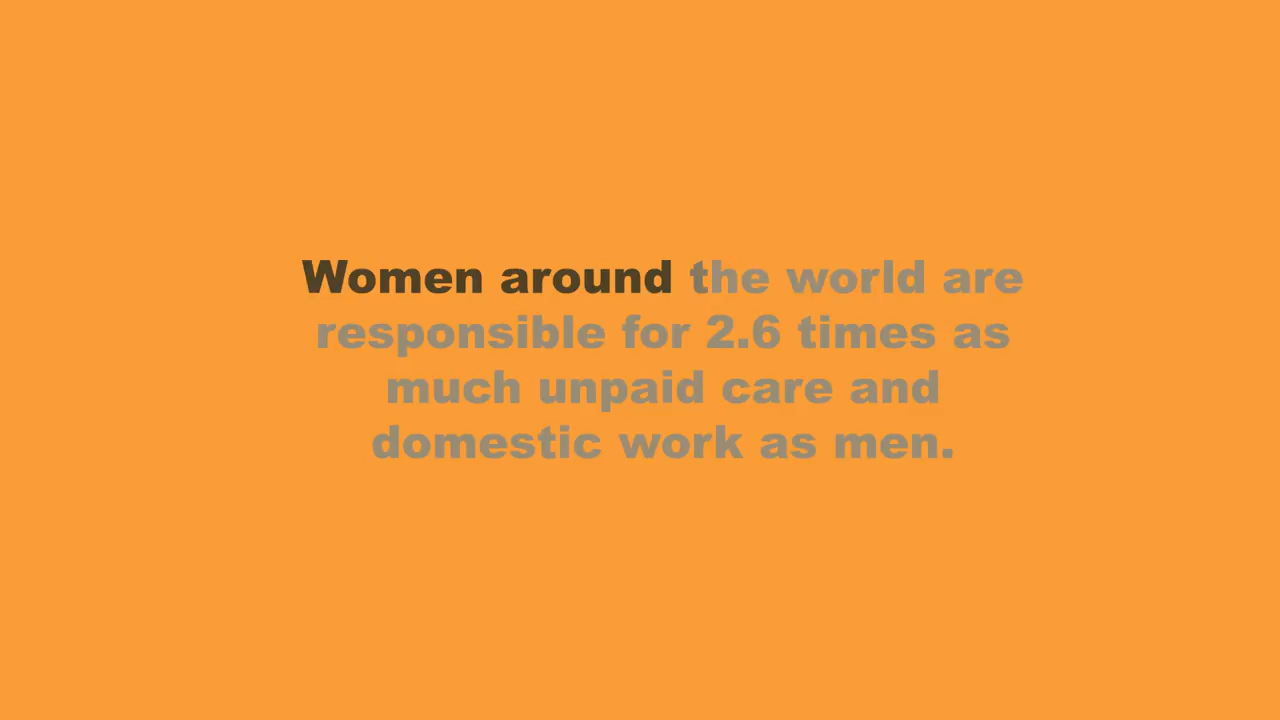 Women around the world are
responsible for 2.6 times as
much unpaid care and
domestic work as men.